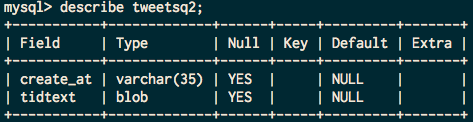 mysql> describe tweetsq2;
+-----------+-------------+------+-----+---------+-------+
| Field     | Type        | Null | Key | Default | Extra |
+-----------+-------------+------+-----+---------+-------+
| create_at | varchar(35) | YES  |     | NULL    |       |
| tidtext   | blob        | YES  |     | NULL    |       |
+-----------+-------------+------+-----+---------+-------+